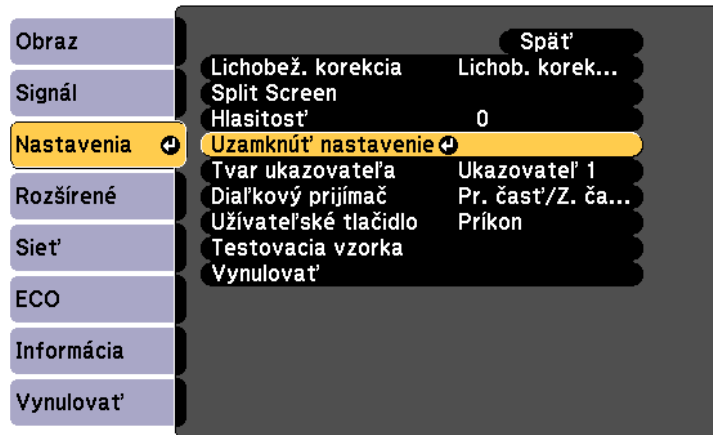 Obraz
Signál
Nastavenia
Rozšírené
Sieť
ECO
Informácia
Vynulovať
Späť
Lichobež. korekcia Lichob. korek...
Split Screen
Hlasitosť 0
Uzamknúť nastavenie
Tvar ukazovateľa Ukazovateľ 1
Diaľkový prijímač Pr. časť/Z. ča...
Užívateľské tlačidlo Príkon
Testovacia vzorka
Vynulovať